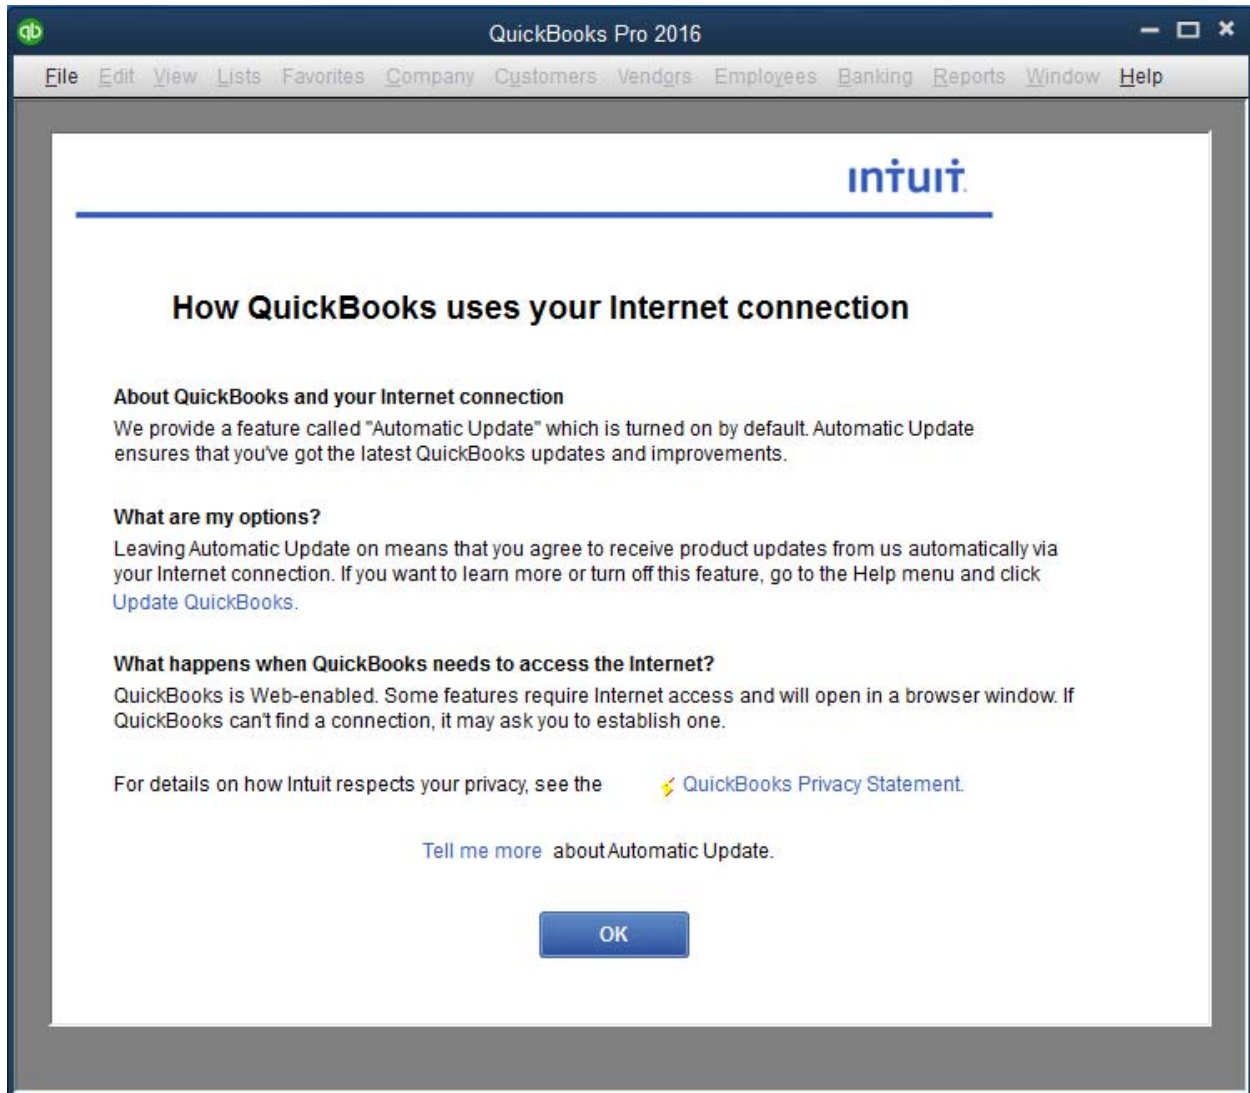 qb
QuickBooks Pro 2016
File Edit View Lists Favorites Company Customers Vendors Employees Banking Reports Window Help
intuit.
How QuickBooks uses your Internet connection
About QuickBooks and your Internet connection
We provide a feature called "Automatic Update" which is turned on by default. Automatic Update
ensures that you've got the latest QuickBooks updates and improvements.
What are my options?
Leaving Automatic Update on means that you agree to receive product updates from us automatically via
your Internet connection. If you want to learn more or turn off this feature, go to the Help menu and click
Update QuickBooks.
What happens when QuickBooks needs to access the Internet?
QuickBooks is Web-enabled. Some features require Internet access and will open in a browser window. If
QuickBooks can't find a connection, it may ask you to establish one.
For details on how Intuit respects your privacy, see the QuickBooks Privacy Statement.
Tell me more about Automatic Update.
OK